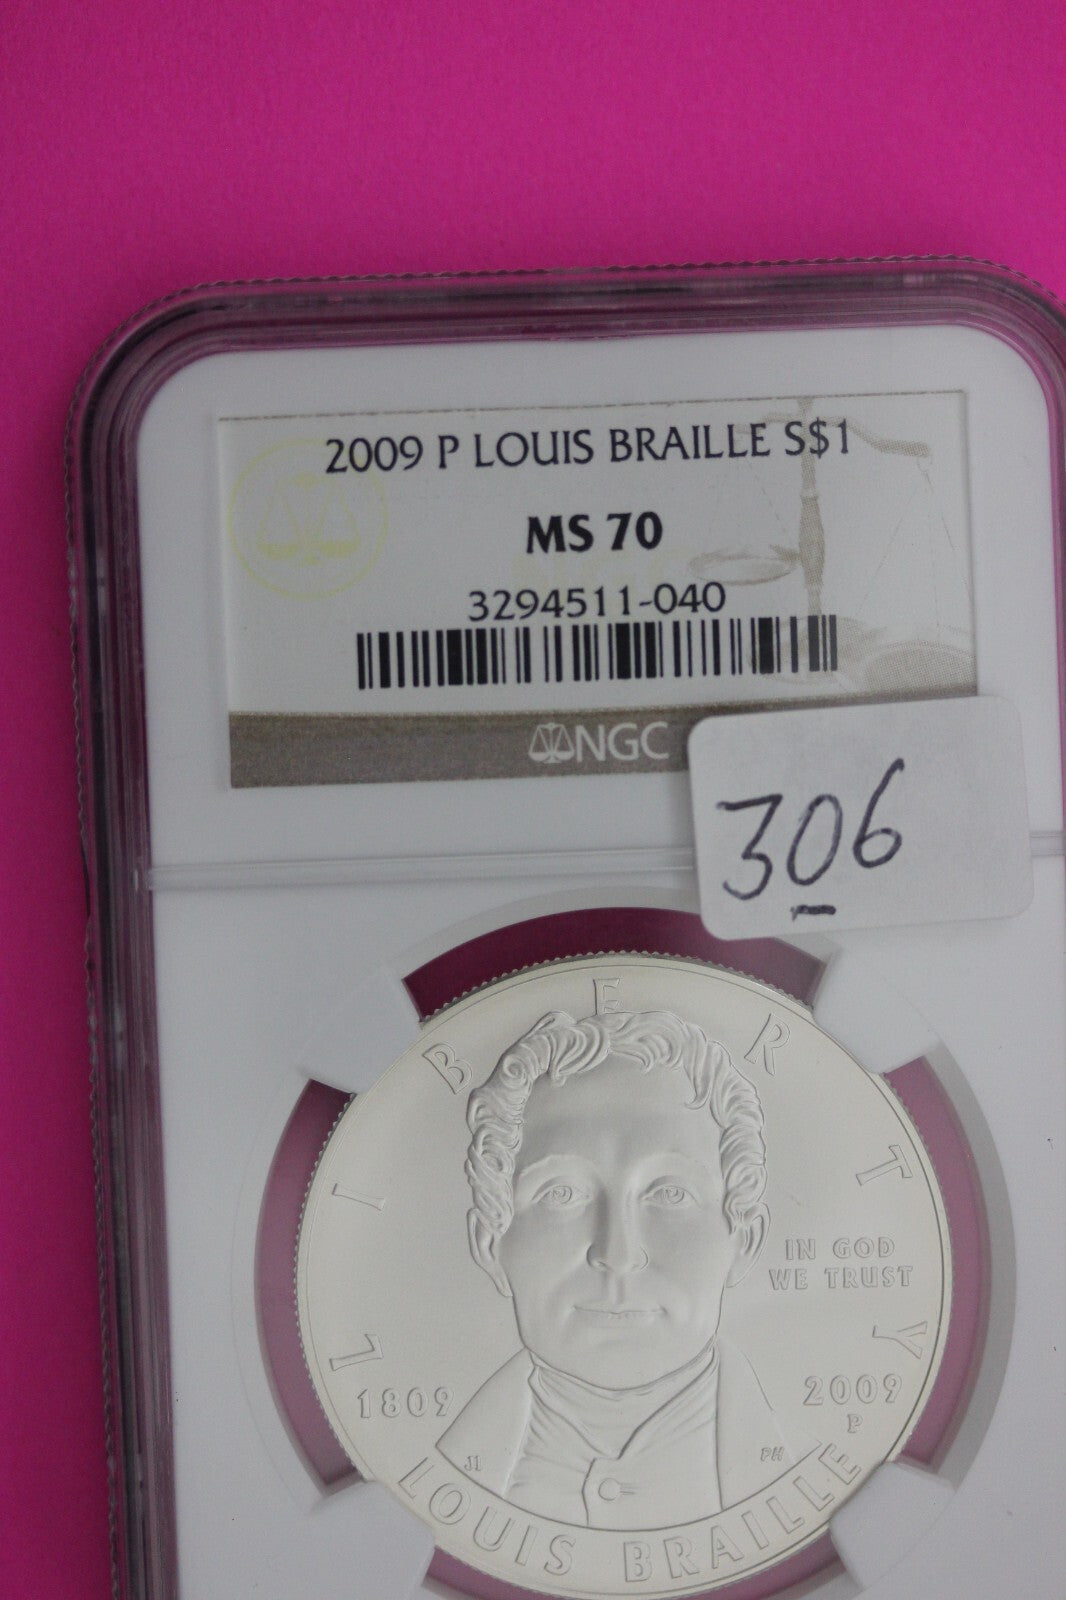 2009 P LOUIS BRAILLE S$1
MS 70
3294511-040
NGC
306
LIBERTY
IN GOD
WE TRUST
1809
2009
P
JI
PH
LOUIS BRAILLE